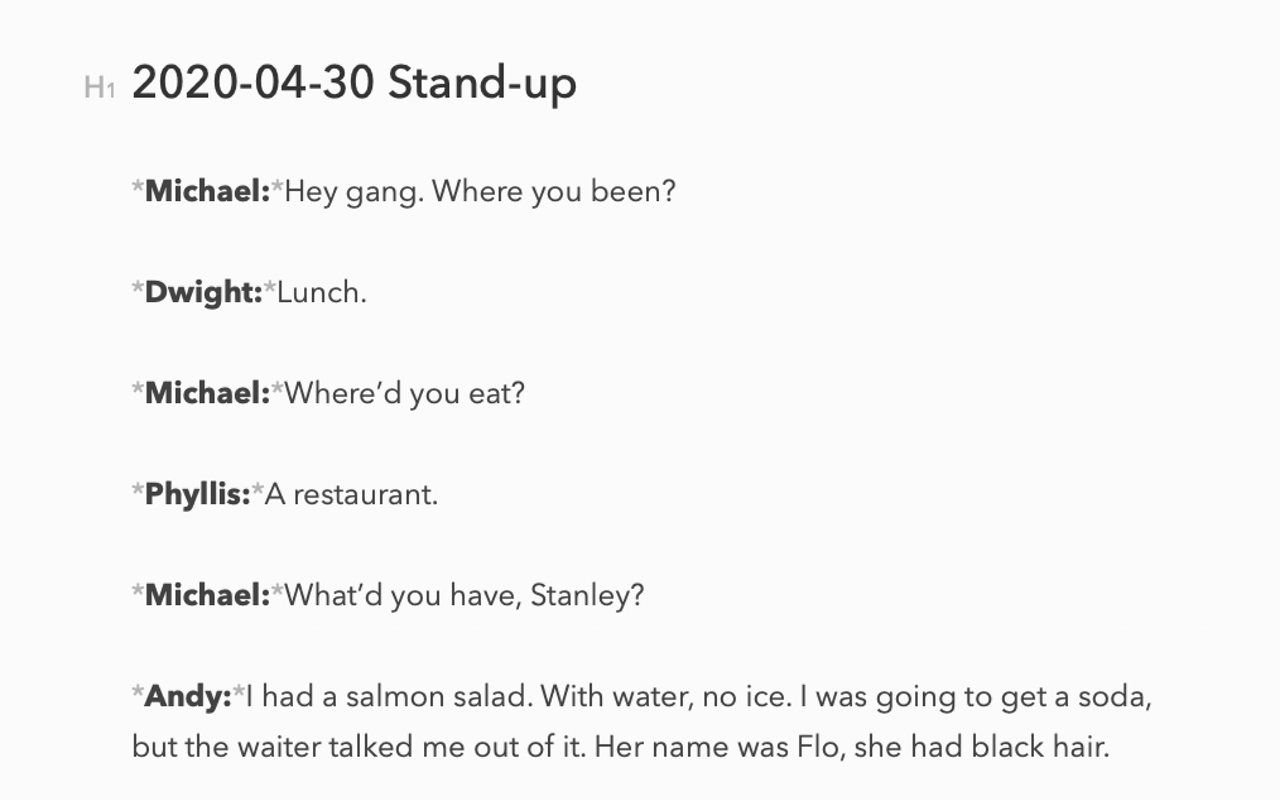 H1 2020-04-30 Stand-up
*Michael:*Hey gang. Where you been?
*Dwight:*Lunch.
*Michael:*Where’d you eat?
*Phyllis:*A restaurant.
*Michael:*What’d you have, Stanley?
*Andy:*I had a salmon salad. With water, no ice. I was going to get a soda,
but the waiter talked me out of it. Her name was Flo, she had black hair.